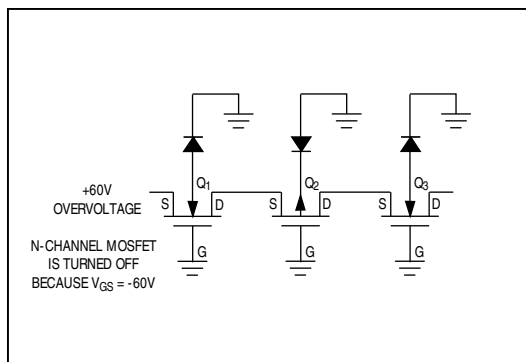 Q1
Q2
Q3
+60V
OVERVOLTAGE
S
D
S
D
S
D
N-CHANNEL MOSFET
IS TURNED OFF
BECAUSE VGS = -60V
G
G
G